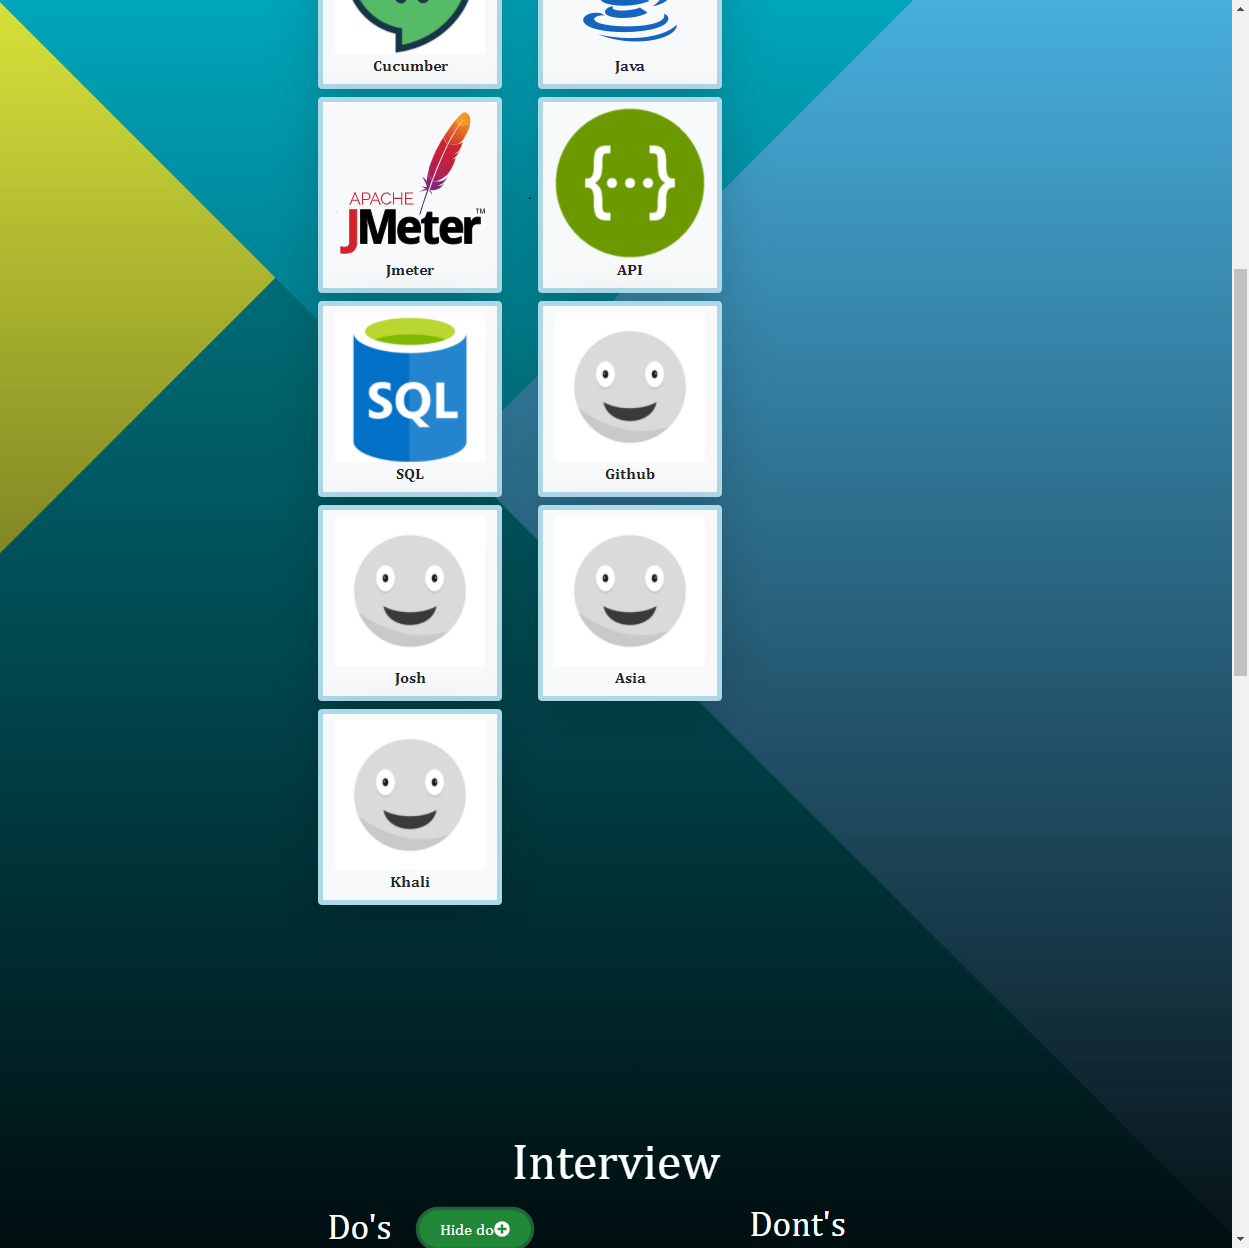 Cucumber
Java
APACHE
JMeter™
Jmeter
{...}
API
SQL
SQL
Github
Josh
Asia
Khali
Interview
Do's
Hide do
Dont's